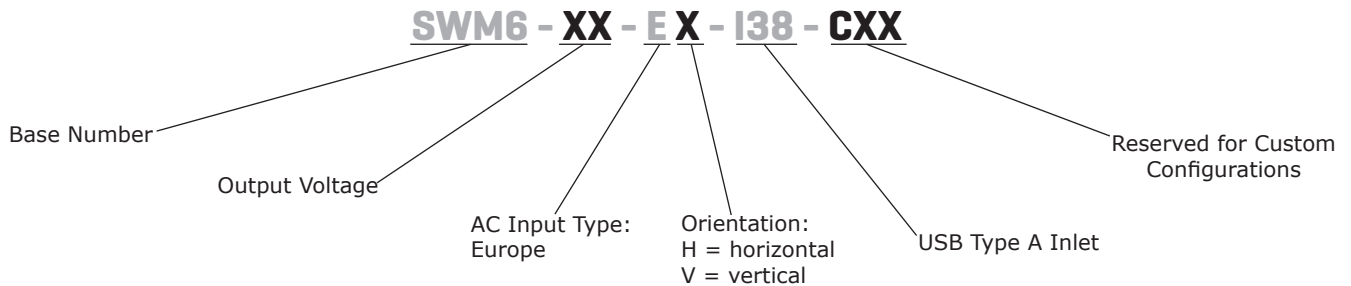 SWM6 - XX - E X - I38 - CXX
Base Number
Output Voltage
AC Input Type:
Europe
Orientation:
H = horizontal
V = vertical
USB Type A Inlet
Reserved for Custom
Configurations